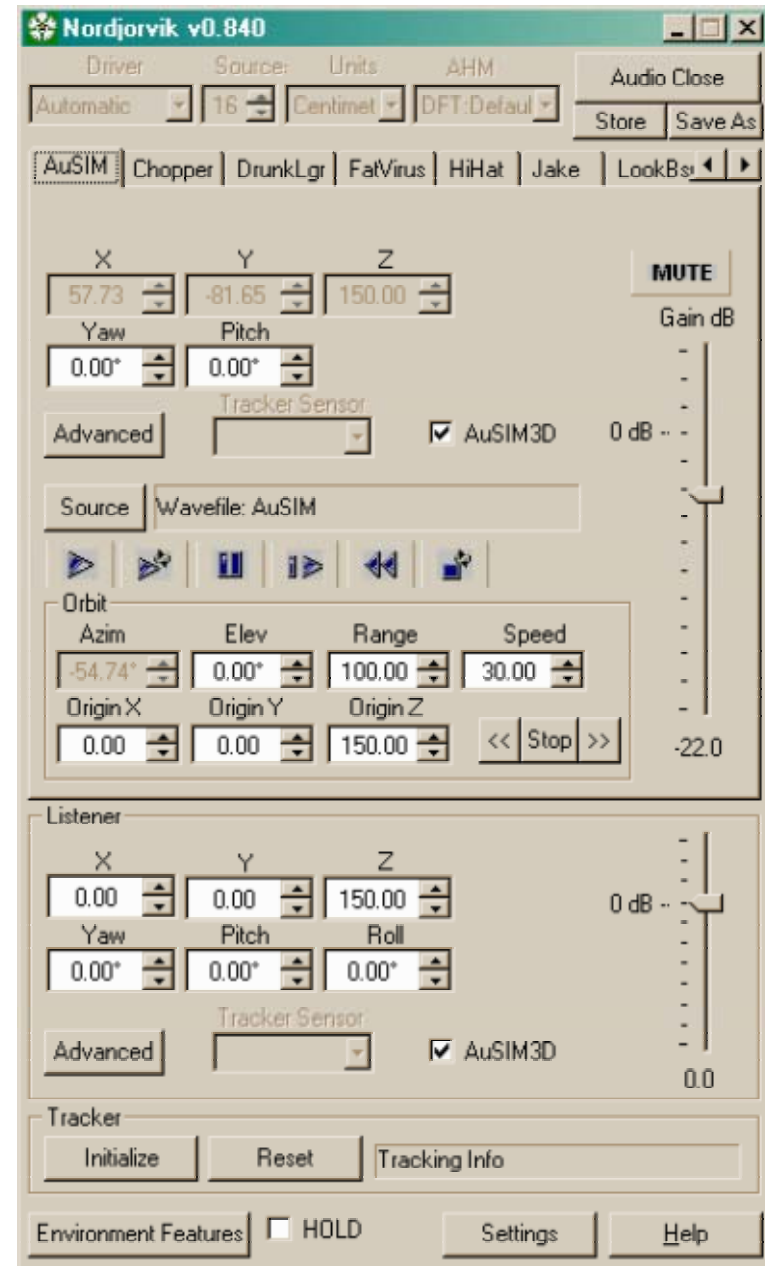 Nordjorvik v0.840
Driver Source: Units AHM
Automatic 16 Centimet DFT:Defaul Audio Close
Store Save As
AuSIM Chopper DrunkLgr FatVirus HiHat Jake LookBs
X Y Z
57.73 -81.65 150.00 MUTE
Yaw Pitch Gain dB
0.00° 0.00°
Tracker Sensor
Advanced AuSIM3D 0 dB
Source Wavefile: AuSIM
Orbit
Azim Elev Range Speed
-54.74° 0.00° 100.00 30.00
Origin X Origin Y Origin Z
0.00 0.00 150.00 << Stop >> -22.0
Listener
X Y Z
0.00 0.00 150.00 0 dB
Yaw Pitch Roll
0.00° 0.00° 0.00°
Tracker Sensor
Advanced AuSIM3D
0.0
Tracker
Initialize Reset Tracking Info
Environment Features HOLD Settings Help